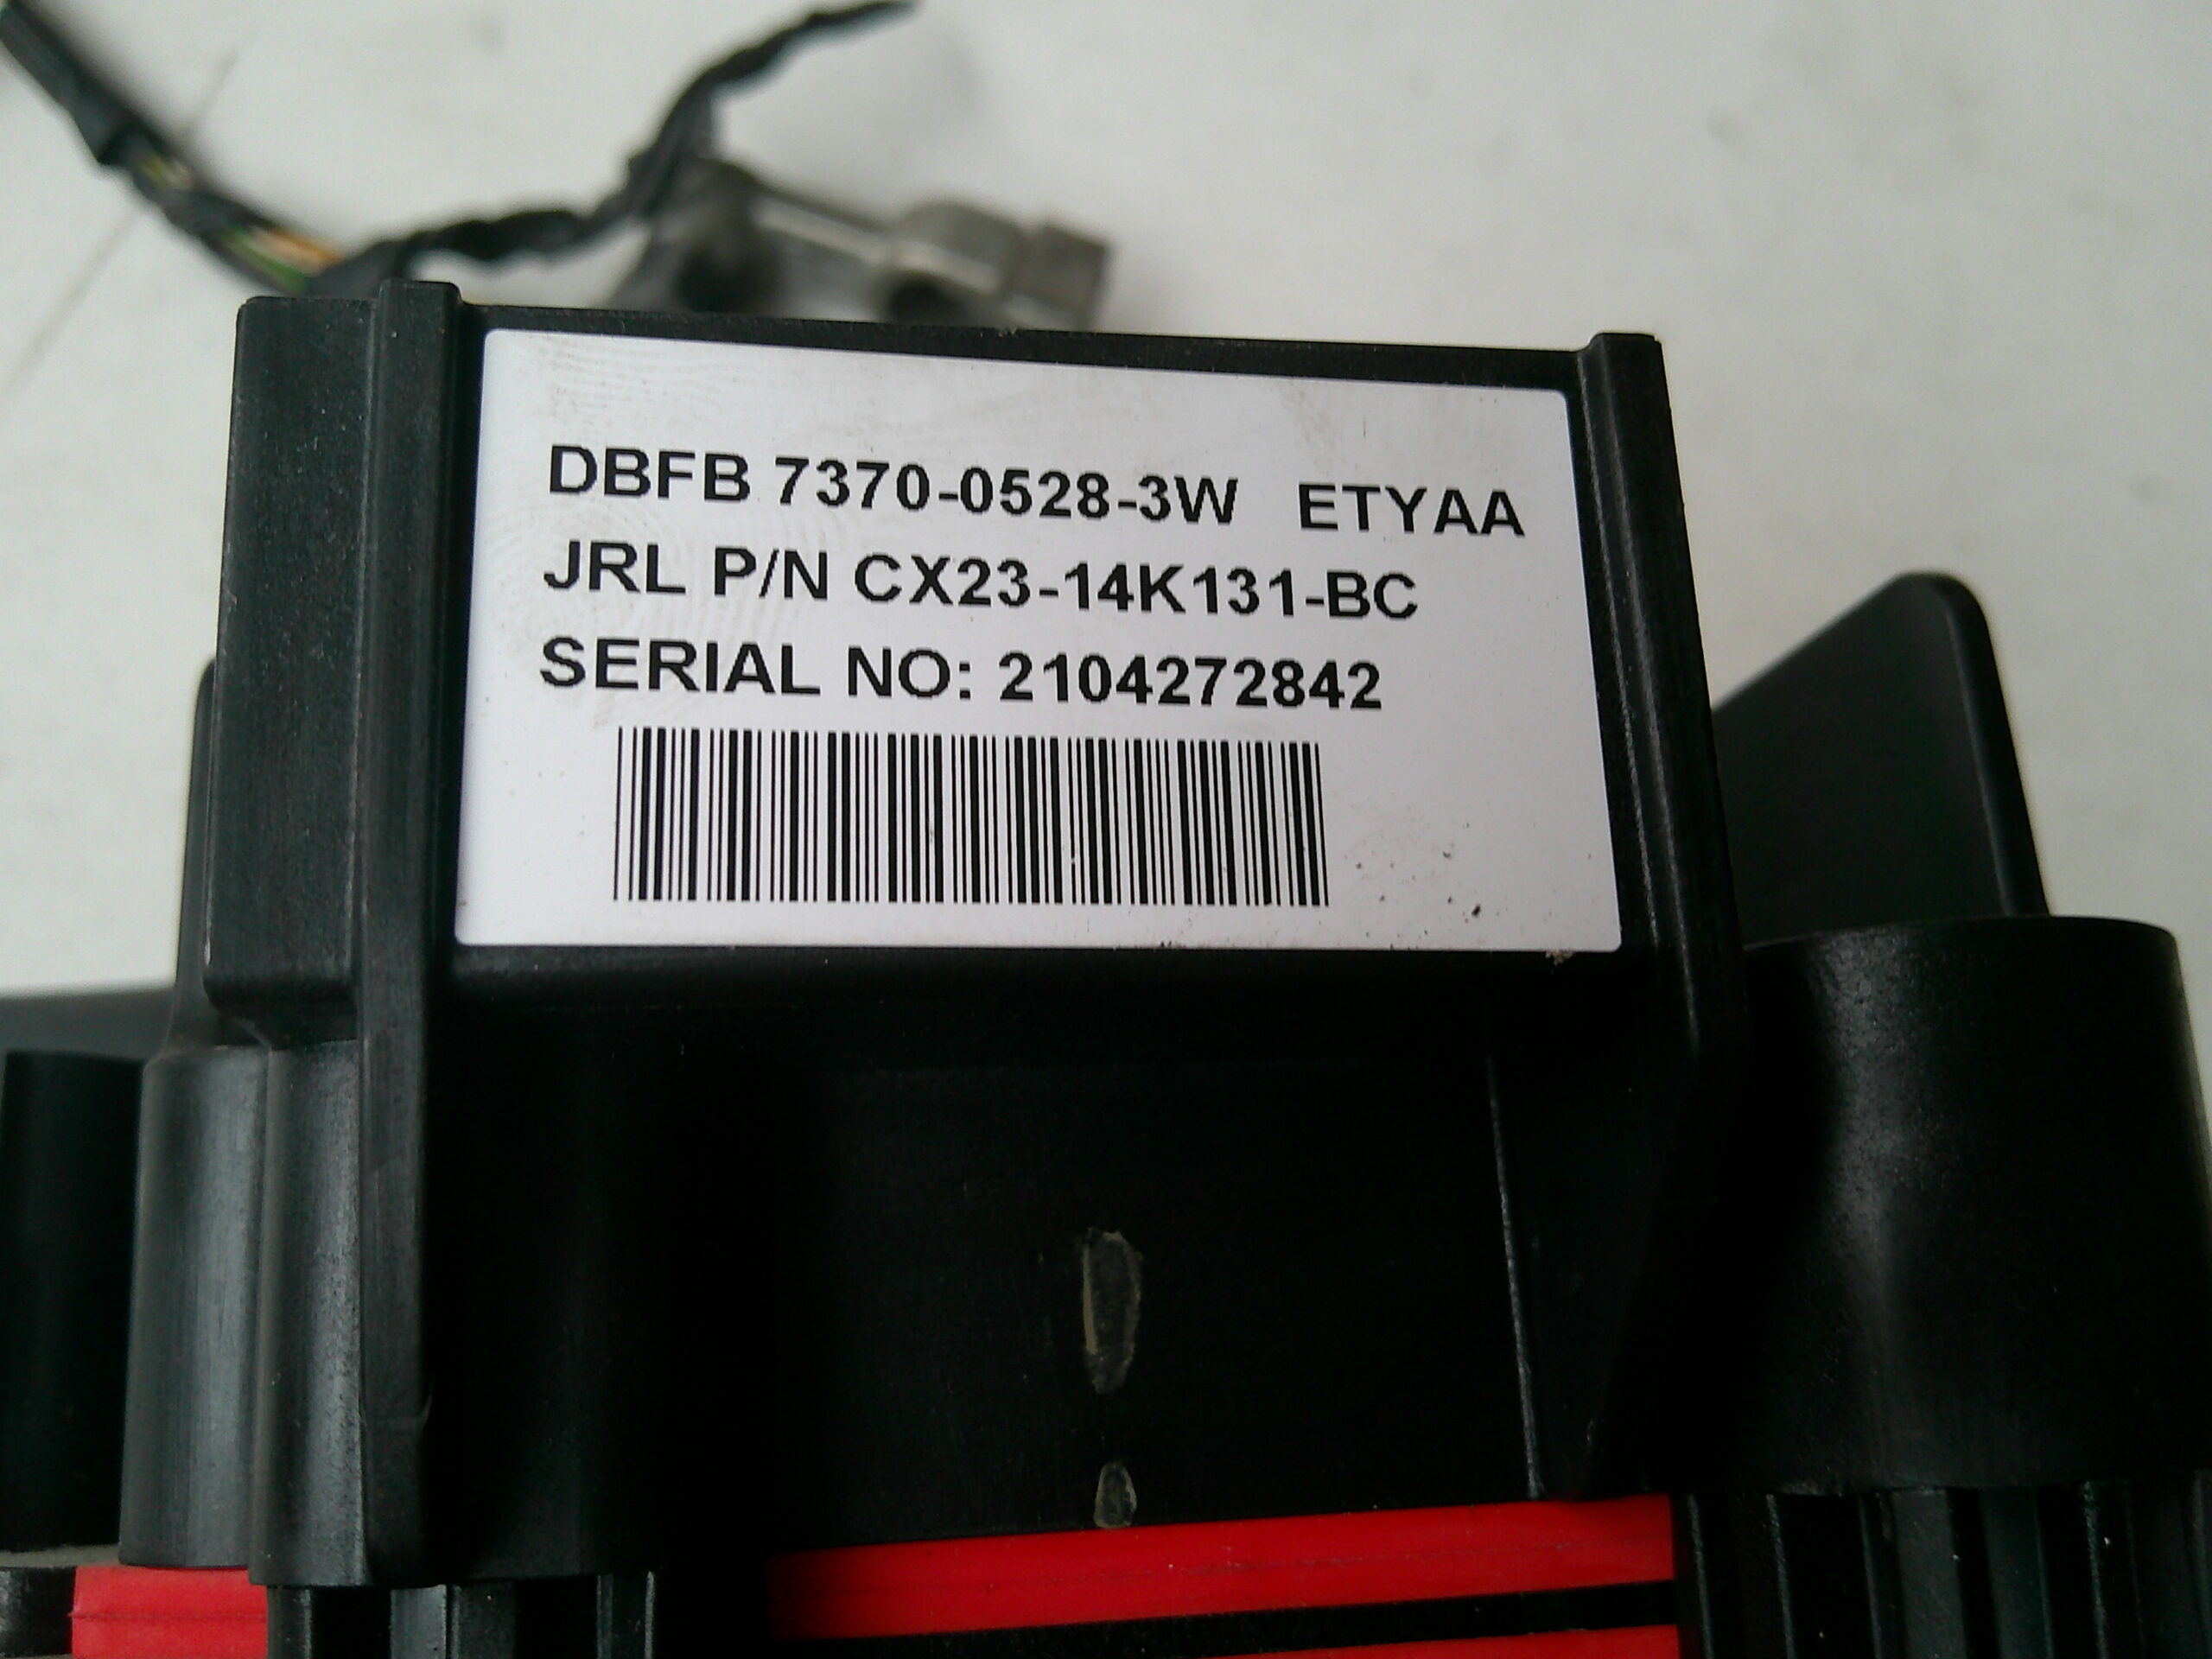 DBFB 7370-0528-3W ETYAA
JRL P/N CX23-14K131-BC
SERIAL NO: 2104272842